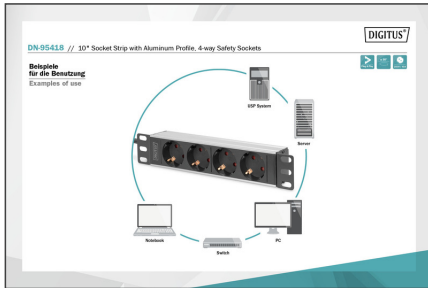 DIGITUS®
DN-95418 // 10" Socket Strip with Aluminum Profile, 4-way Safety Sockets
Beispiele
für die Benutzung
Examples of use
USP System
Server
Notebook
PC
Switch